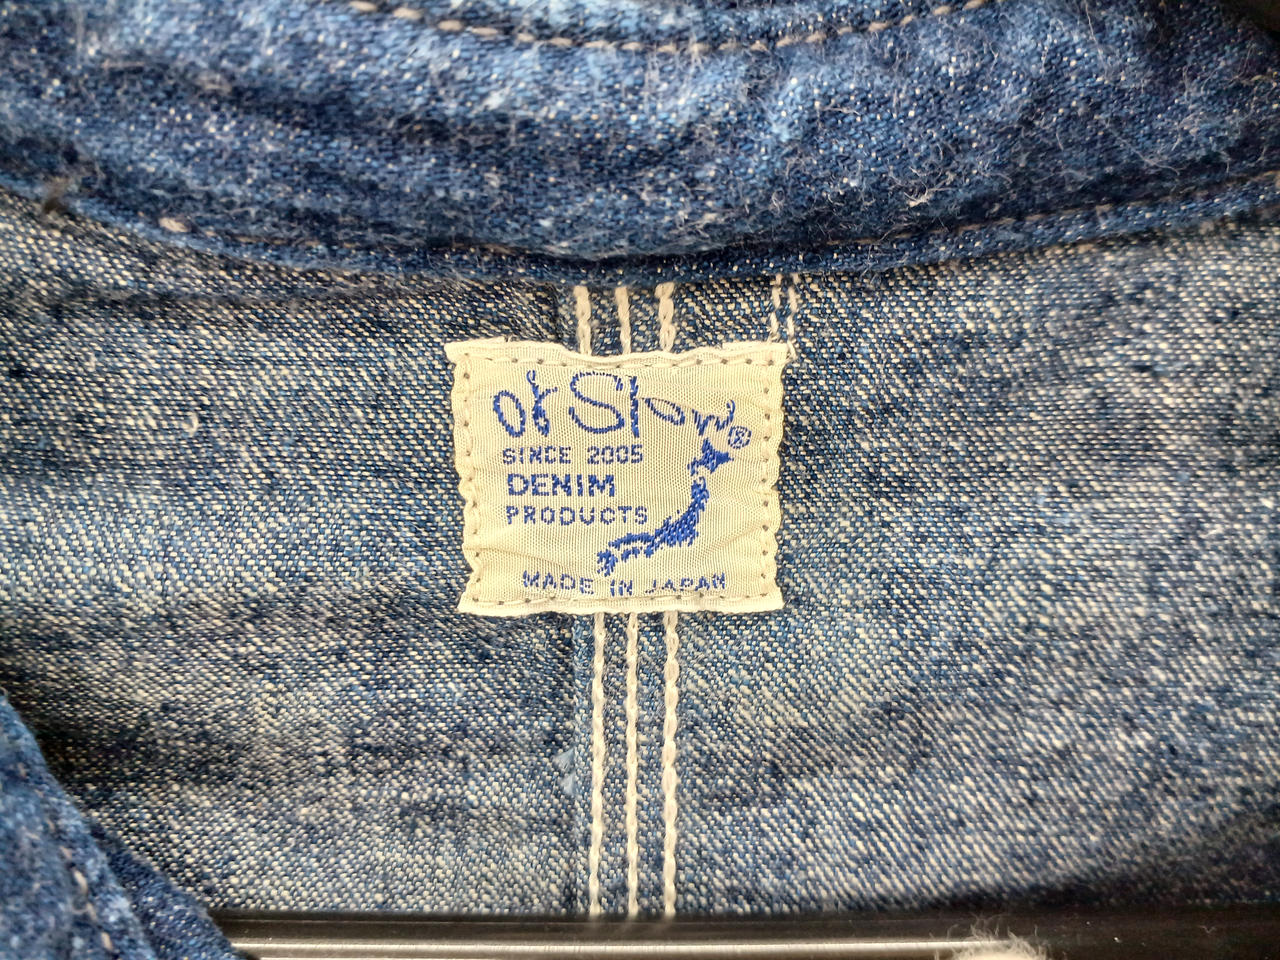 orSlow®
SINCE 2005
DENIM
PRODUCTS
MADE IN JAPAN